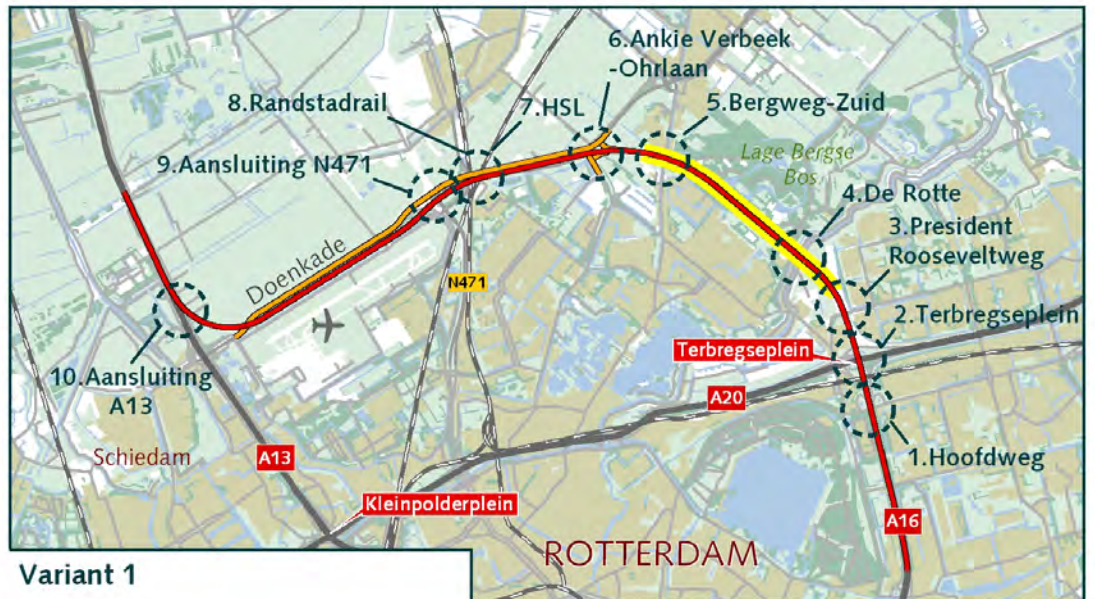 6.Ankie Verbeek
-Ohrlaan
8.Randstadrail
7.HSL
5.Bergweg-Zuid
9.Aansluiting N471
Lage Bergse
Bos
4.De Rotte
3.President
Rooseveltweg
Doenkade
N471
2.Terbregseplein
Terbregseplein
10.Aansluiting
A13
A20
Schiedam
A13
1.Hoofdweg
Kleinpolderplein
A16
ROTTERDAM
Variant 1